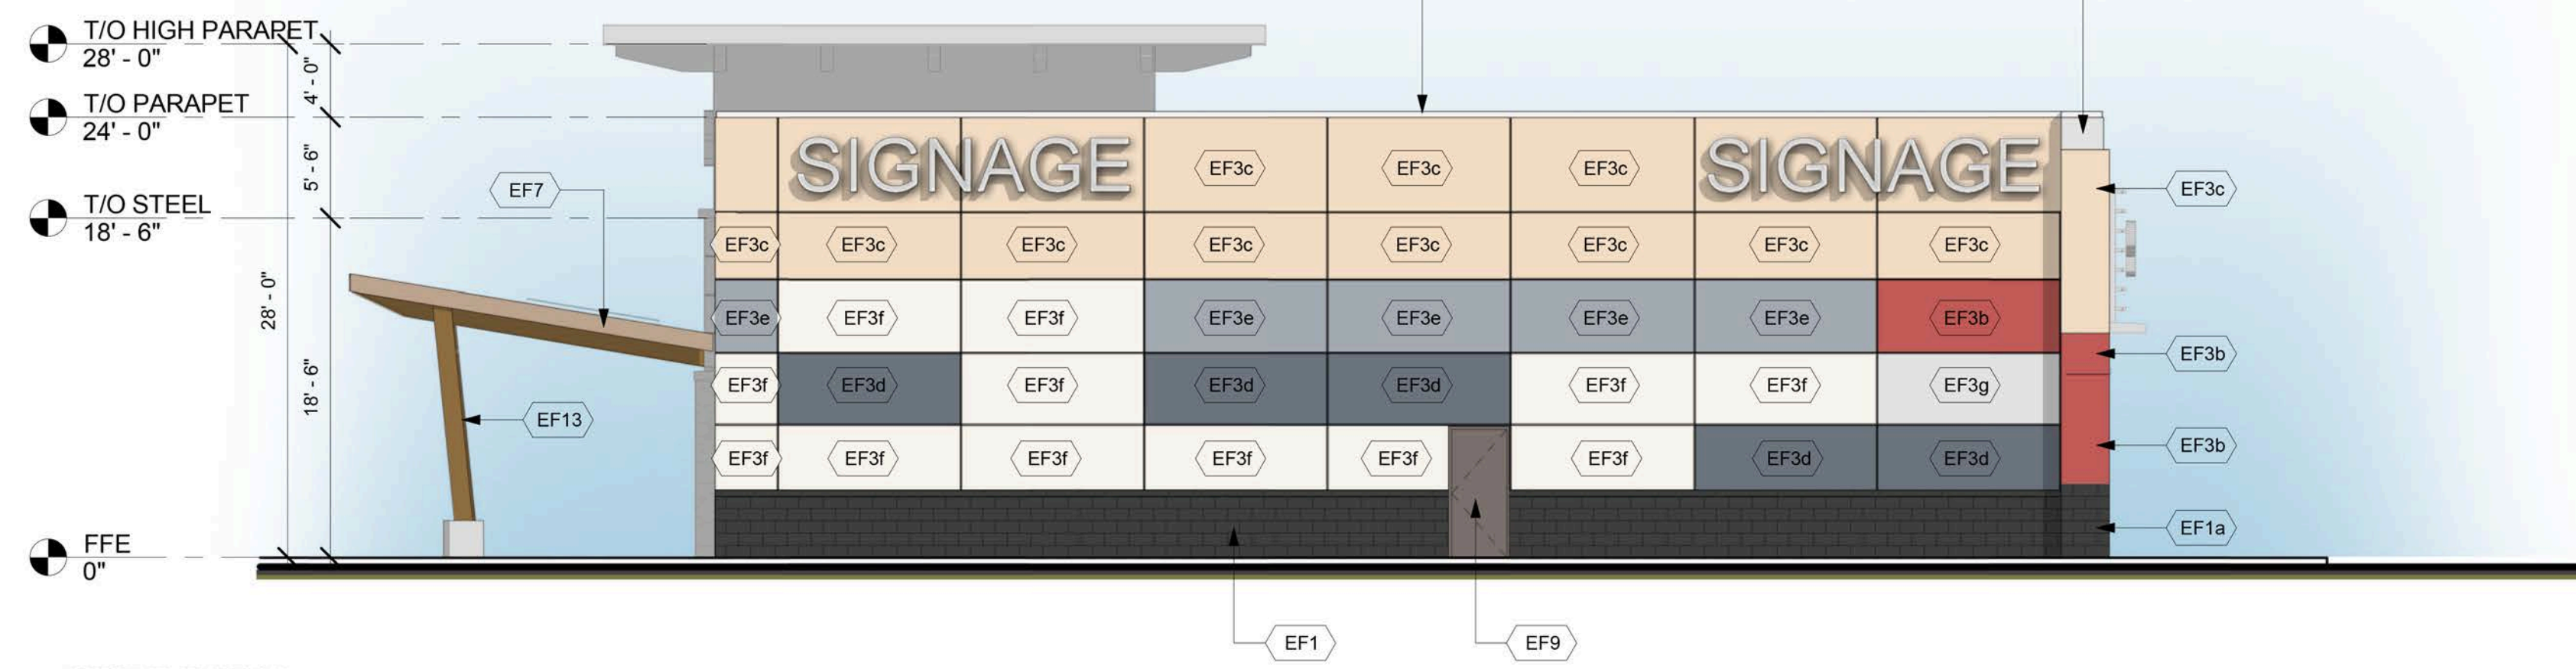 T/O HIGH PARAPET
28' - 0"
4' - 0"
T/O PARAPET
24' - 0"
5' - 6"
T/O STEEL
18' - 6"
28' - 0"
18' - 6"
FFE
0"
EF7
EF13
SIGNAGE EF3c EF3c EF3c SIGNAGE
EF3c EF3c EF3c EF3c EF3c EF3c EF3c EF3c
EF3e EF3f EF3f EF3e EF3e EF3e EF3e EF3b
EF3f EF3d EF3f EF3d EF3d EF3f EF3f EF3g
EF3f EF3f EF3f EF3f EF3f EF3f EF3d EF3d
EF3c
EF3b
EF3b
EF1a
EF1
EF9